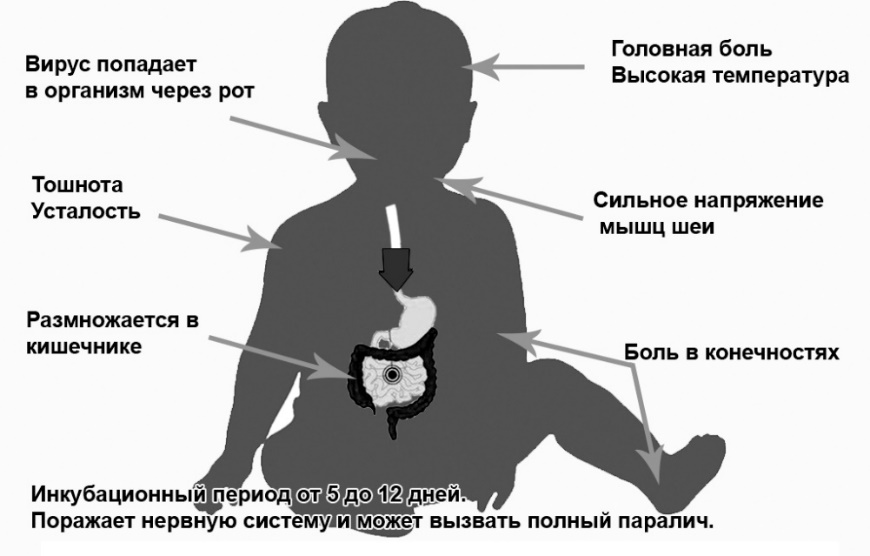 Вирус попадает
в организм через рот
Головная боль
Высокая температура
Тошнота
Усталость
Сильное напряжение
мышц шеи
Размножается в
кишечнике
Боль в конечностях
Инкубационный период от 5 до 12 дней.
Поражает нервную систему и может вызвать полный паралич.